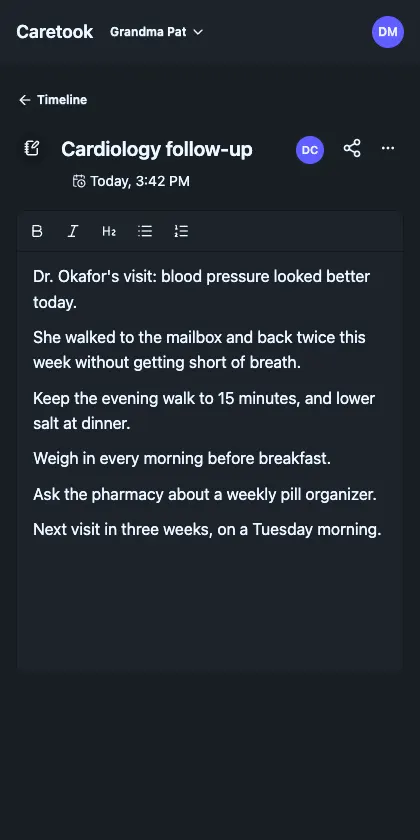 Caretook
Grandma Pat
DM
Timeline
Cardiology follow-up
DC
Today, 3:42 PM
B I H2
Dr. Okafor's visit: blood pressure looked better
today.
She walked to the mailbox and back twice this
week without getting short of breath.
Keep the evening walk to 15 minutes, and lower
salt at dinner.
Weigh in every morning before breakfast.
Ask the pharmacy about a weekly pill organizer.
Next visit in three weeks, on a Tuesday morning.